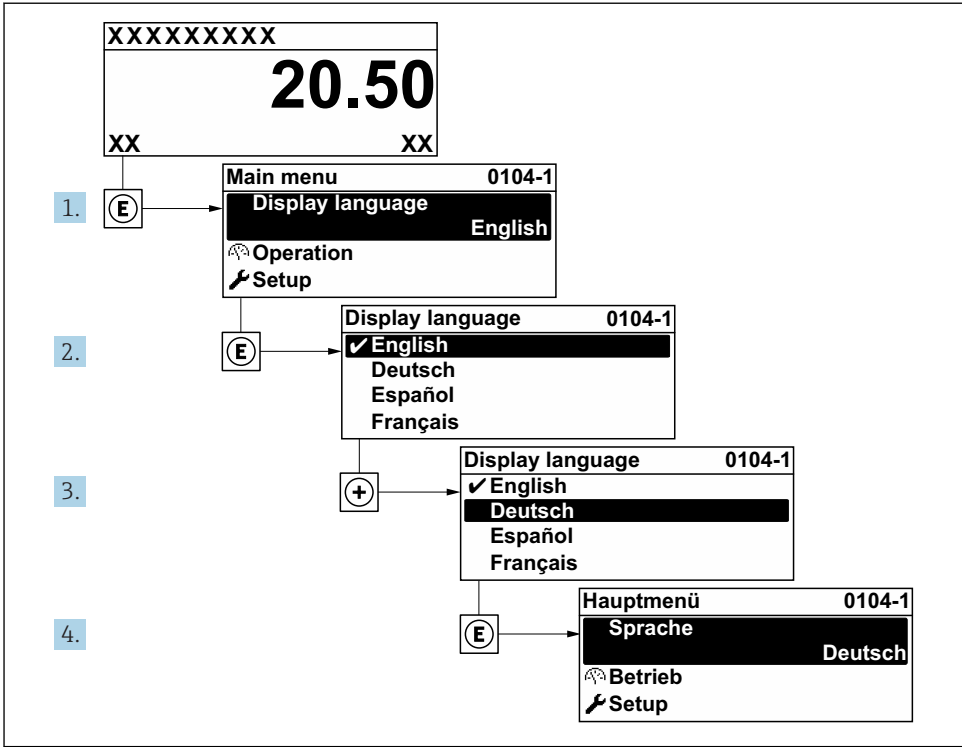 XXXXXXXXX
20.50
XX XX
1. E
Main menu 0104-1
Display language
English
Operation
Setup
2. E
Display language 0104-1
✔ English
Deutsch
Español
Français
3. +
Display language 0104-1
✔ English
Deutsch
Español
Français
4. E
Hauptmenü 0104-1
Sprache
Deutsch
Betrieb
Setup